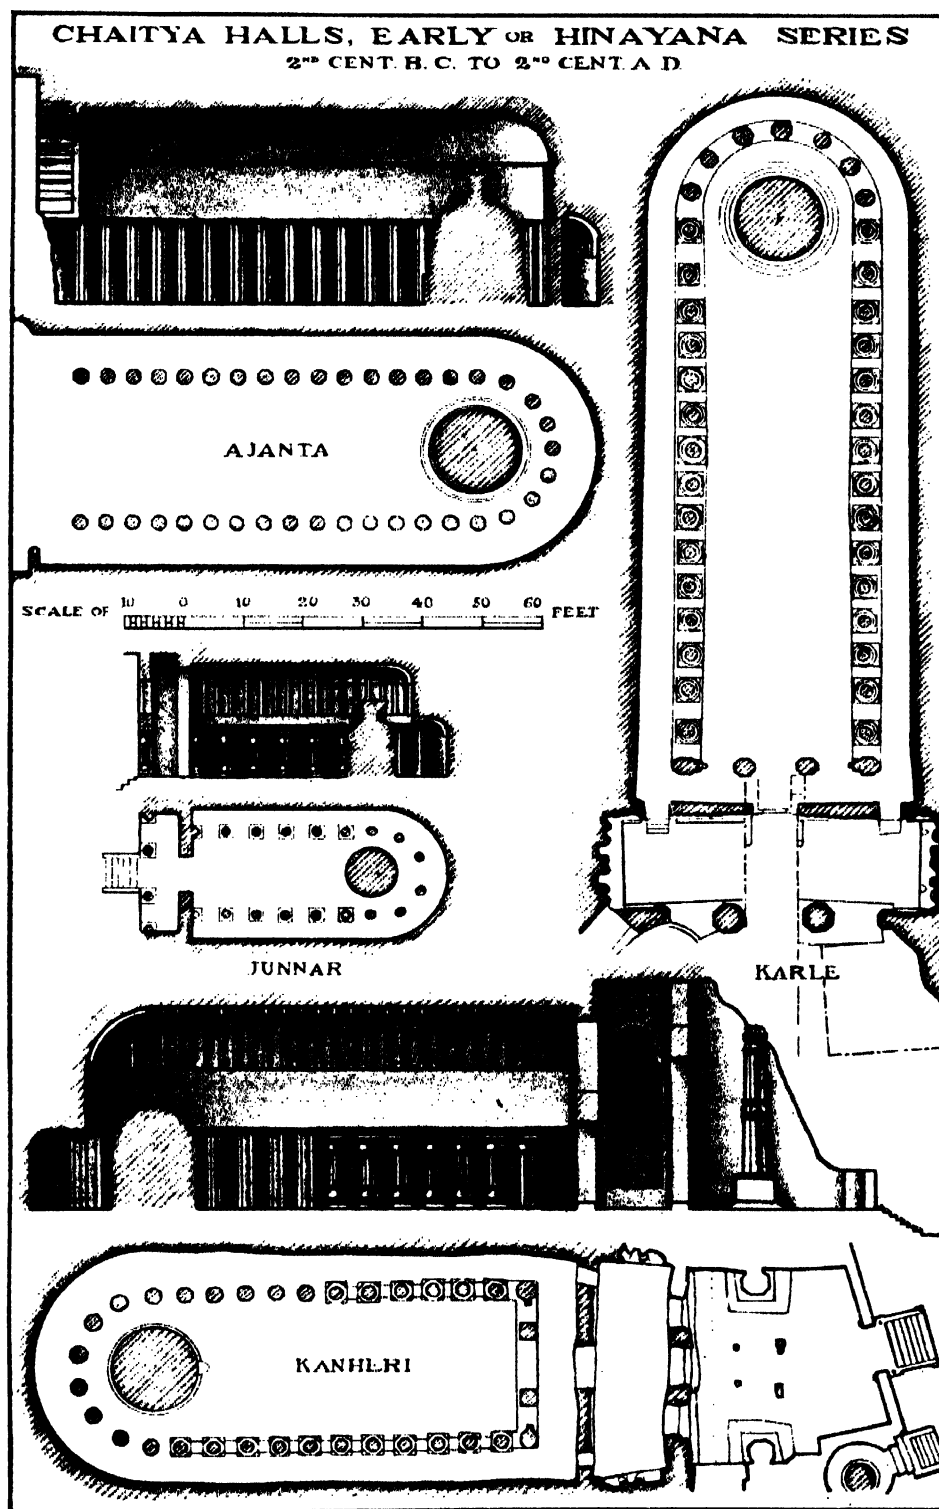 CHAITYA HALLS, EARLY OR HINAYANA SERIES
2ND CENT. B. C. TO 2ND CENT. A D.
AJANTA
SCALE OF 10 0 10 20 30 40 50 60 FEET
JUNNAR
KARLE
KANHERI